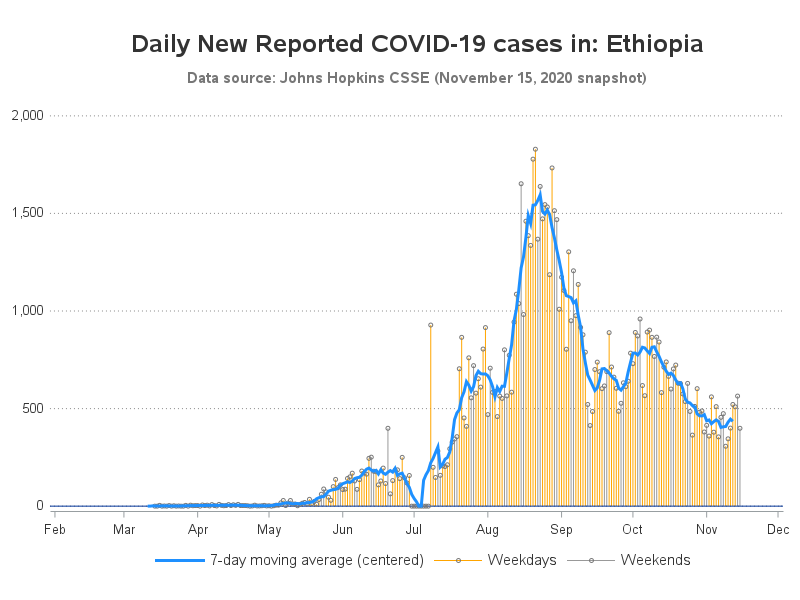 Daily New Reported COVID-19 cases in: Ethiopia
Data source: Johns Hopkins CSSE (November 15, 2020 snapshot)
2,000
1,500
1,000
500
0
Feb Mar Apr May Jun Jul Aug Sep Oct Nov Dec
7-day moving average (centered) Weekdays Weekends